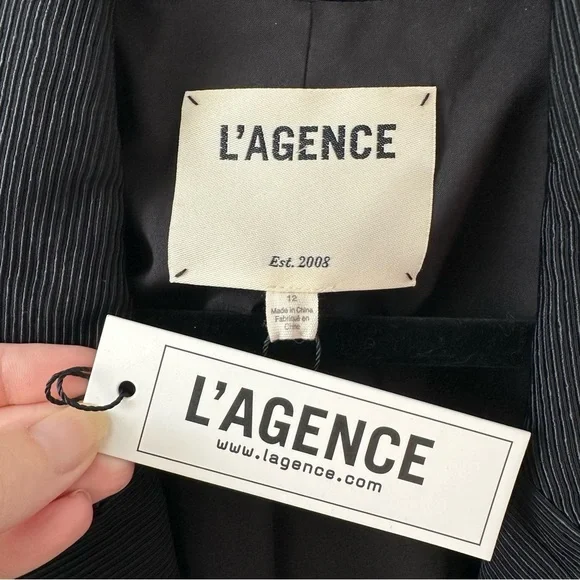 L'AGENCE
Est. 2008
12
Made in China
Fabriqué en
Chine
L'AGENCE
www.lagence.com